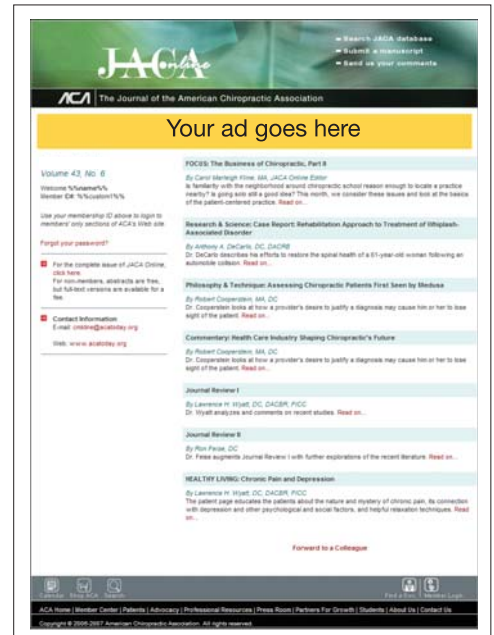 Search JACA database
Submit a manuscript
Send us your comments
JACA Online
ACA The Journal of the American Chiropractic Association
Your ad goes here
Volume 43, No. 6
Welcome %%name%%
Member ID#: %%custom1%%
Use your membership ID above to login to
members' only sections of ACA's Web site.
Forgot your password?
For the complete issue of JACA Online,
click here.
For non-members, abstracts are free,
but full-text versions are available for a
fee.
Contact Information
E-mail: cmkline@acatoday.org
Web: www.acatoday.org
FOCUS: The Business of Chiropractic, Part II
By Carol Marleigh Kline, MA, JACA Online Editor
Is familiarity with the neighborhood around chiropractic school reason enough to locate a practice
nearby? Is going solo still a good idea? This month, we consider these issues and look at the basics
of the patient-centered practice. Read on...
Research & Science: Case Report: Rehabilitation Approach to Treatment of Whiplash-
Associated Disorder
By Anthony A. DeCarlo, DC, DACRB
Dr. DeCarlo describes his efforts to restore the spinal health of a 61-year-old woman following an
automobile collision. Read on...
Philosophy & Technique: Assessing Chiropractic Patients First Seen by Medusa
By Robert Cooperstein, MA, DC
Dr. Cooperstein looks at how a provider's desire to justify a diagnosis may cause him or her to lose
sight of the patient. Read on...
Commentary: Health Care Industry Shaping Chiropractic's Future
By Robert Cooperstein, MA, DC
Dr. Cooperstein looks at how a provider's desire to justify a diagnosis may cause him or her to lose
sight of the patient. Read on...
Journal Review I
By Lawrence H. Wyatt, DC, DACBR, FICC
Dr. Wyatt analyzes and comments on recent studies. Read on...
Journal Review II
By Ron Feise, DC
Dr. Feise augments Journal Review I with further explorations of the recent literature. Read on...
HEALTHY LIVING: Chronic Pain and Depression
By Lawrence H. Wyatt, DC, DACBR, FICC
The patient page educates the patients about the nature and mystery of chronic pain, its connection
with depression and other psychological and social factors, and helpful relaxation techniques. Read
on...
Forward to a Colleague
Calendar Shop ACA Search Find a Doc Member Login
ACA Home | Member Center | Patients | Advocacy | Professional Resources | Press Room | Partners For Growth | Students | About Us | Contact Us
Copyright © 2006-2007 American Chiropractic Association. All rights reserved.